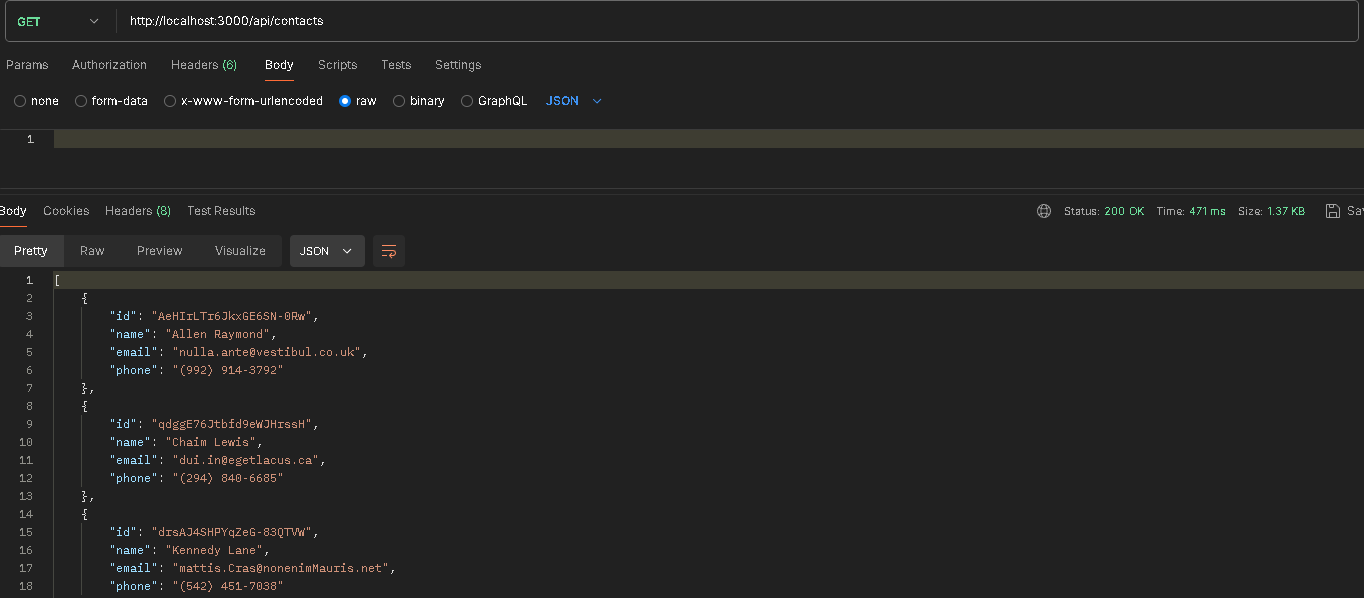 GET http://localhost:3000/api/contacts
Params Authorization Headers (6) Body Scripts Tests Settings
none form-data x-www-form-urlencoded raw binary GraphQL JSON
1
Body Cookies Headers (8) Test Results Status: 200 OK Time: 471 ms Size: 1.37 KB Sav
Pretty Raw Preview Visualize JSON
1 [
2 {
3 "id": "AeHIrLTr6JkxGE6SN-0Rw",
4 "name": "Allen Raymond",
5 "email": "nulla.ante@vestibul.co.uk",
6 "phone": "(992) 914-3792"
7 },
8 {
9 "id": "qdggE76Jtbfd9eWJHrssH",
10 "name": "Chaim Lewis",
11 "email": "dui.in@egetlacus.ca",
12 "phone": "(294) 840-6685"
13 },
14 {
15 "id": "drsAJ4SHPYqZeG-83QTVW",
16 "name": "Kennedy Lane",
17 "email": "mattis.Cras@nonenimMauris.net",
18 "phone": "(542) 451-7038"